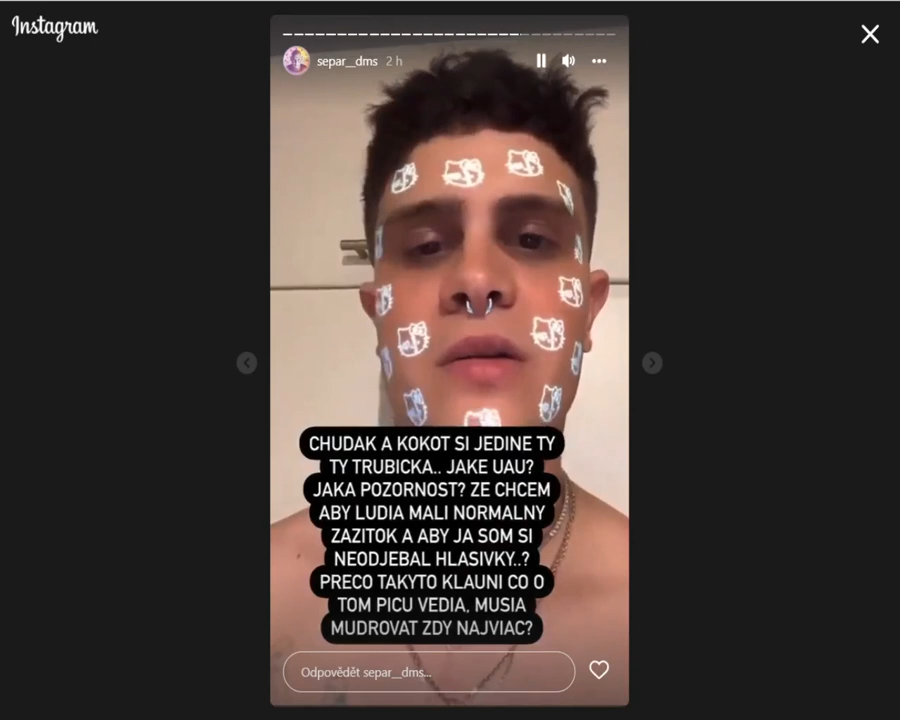 Instagram
separ__dms 2 h
CHUDAK A KOKOT SI JEDINE TY
TY TRUBICKA.. JAKE UAU?
JAKA POZORNOST? ZE CHCEM
ABY LUDIA MALI NORMALNY
ZAZITOK A ABY JA SOM SI
NEODJEBAL HLASIVKY..?
PRECO TAKYTO KLAUNI CO O
TOM PICU VEDIA, MUSIA
MUDROVAT ZDY NAJVIAC?
Odpovědět separ__dms...